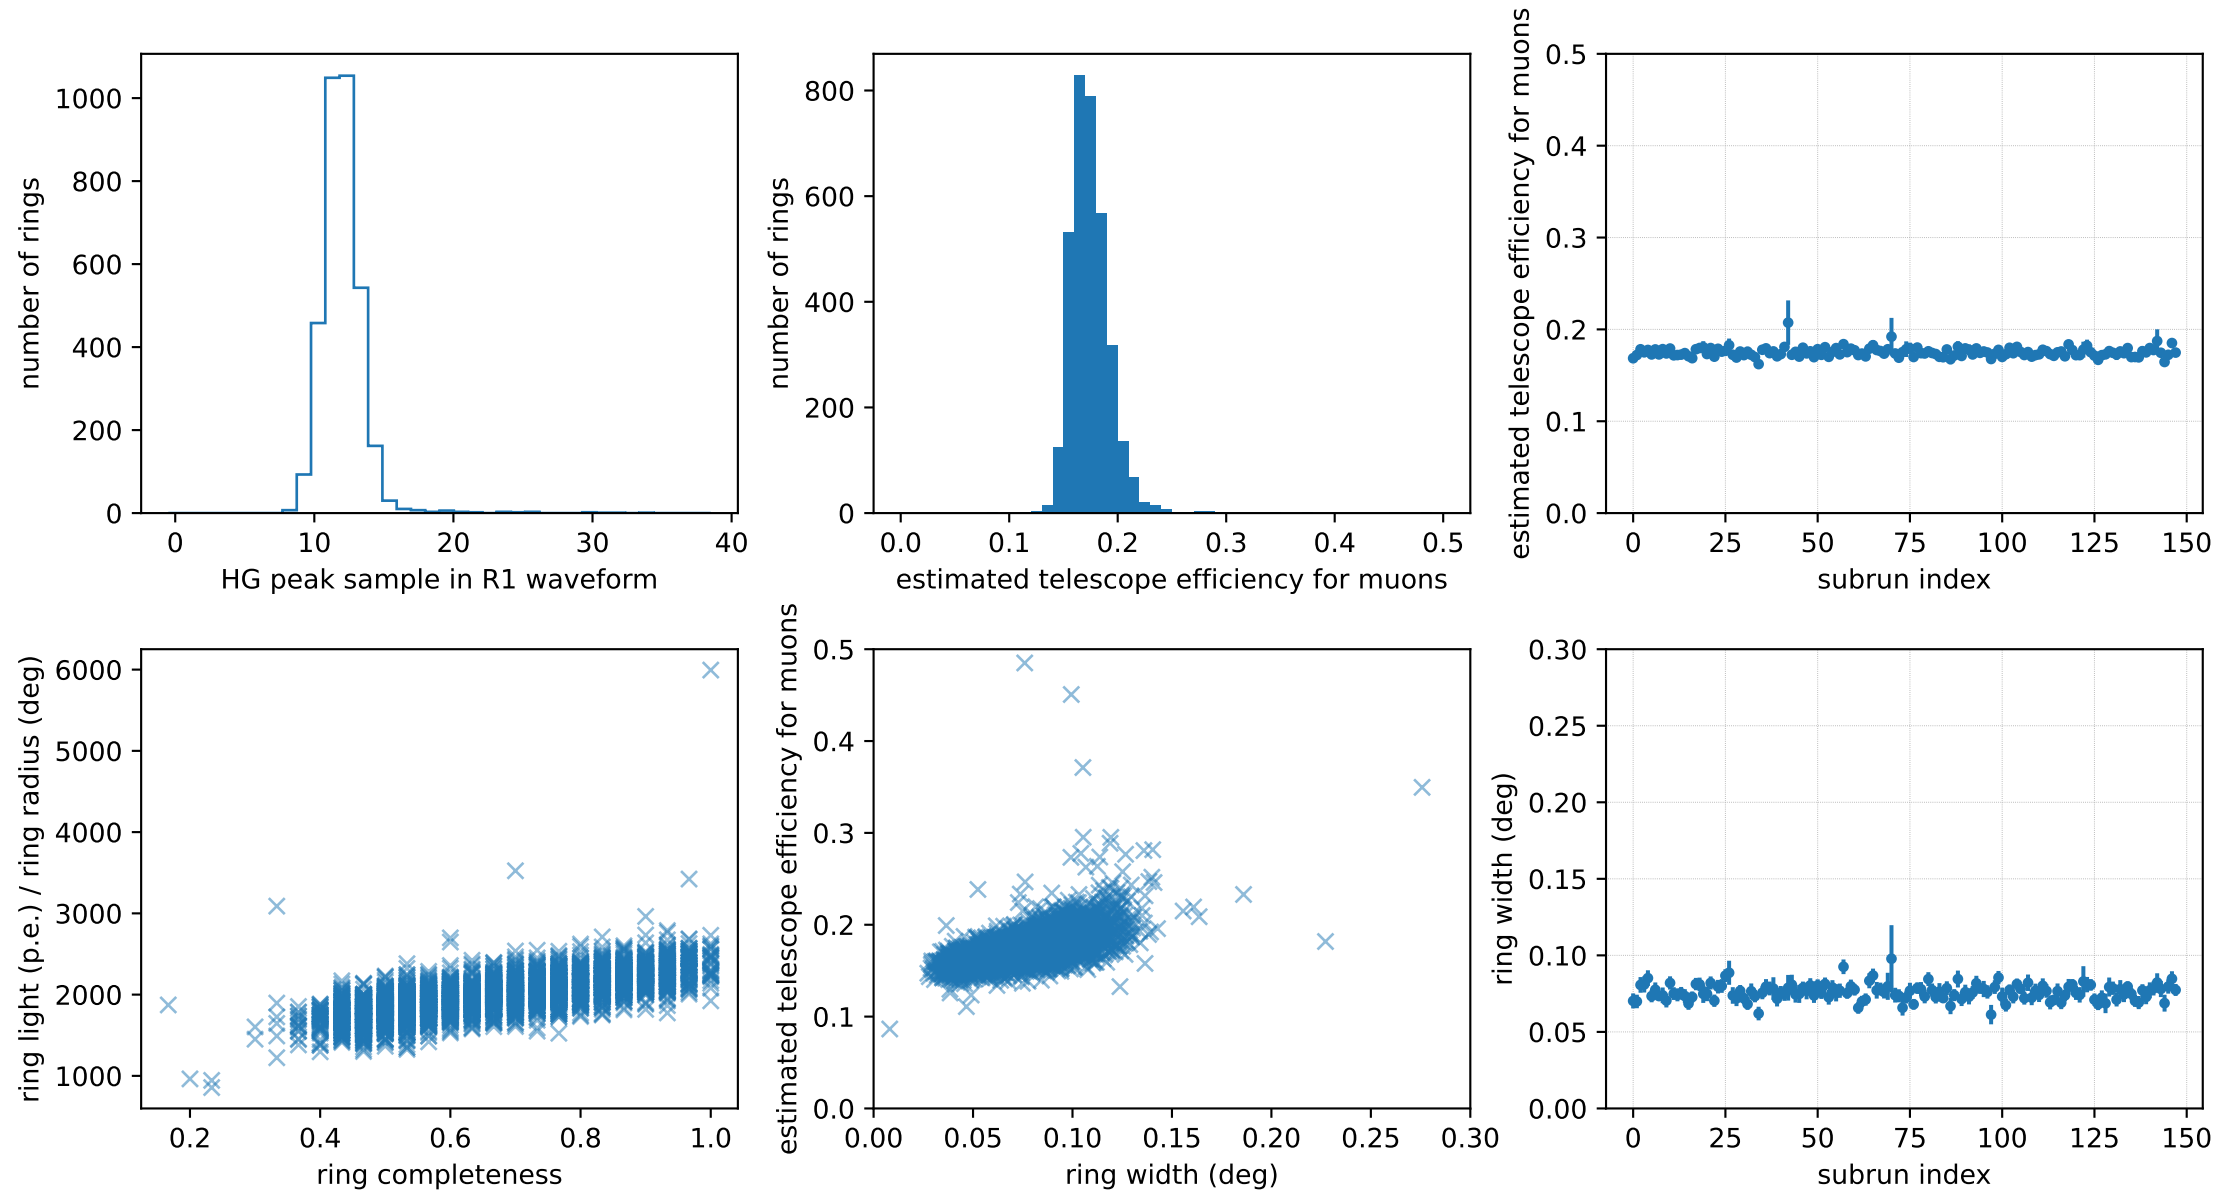 number of rings
1000
800
600
400
200
0
0 10 20 30 40
HG peak sample in R1 waveform
number of rings
800
600
400
200
0
0.0 0.1 0.2 0.3 0.4 0.5
estimated telescope efficiency for muons
estimated telescope efficiency for muons
0.5
0.4
0.3
0.2
0.1
0.0
0 25 50 75 100 125 150
subrun index
ring light (p.e.) / ring radius (deg)
6000
5000
4000
3000
2000
1000
0.2 0.4 0.6 0.8 1.0
ring completeness
estimated telescope efficiency for muons
0.5
0.4
0.3
0.2
0.1
0.0
0.00 0.05 0.10 0.15 0.20 0.25 0.30
ring width (deg)
ring width (deg)
0.30
0.25
0.20
0.15
0.10
0.05
0.00
0 25 50 75 100 125 150
subrun index